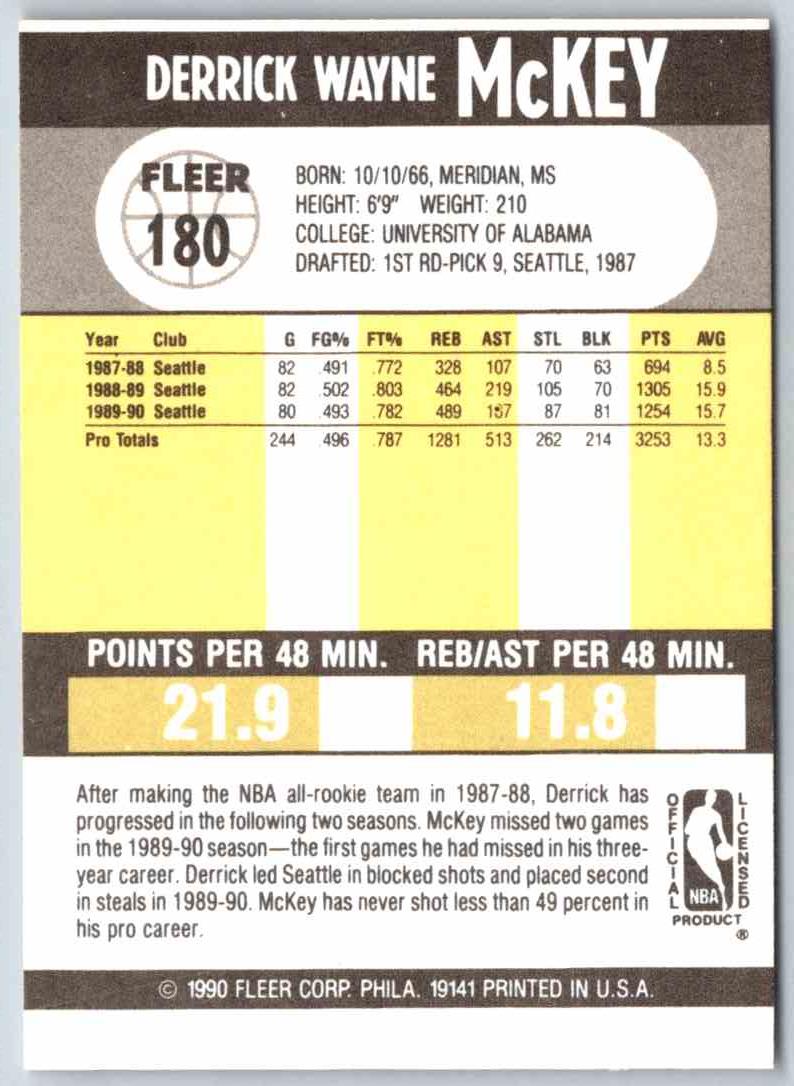 DERRICK WAYNE McKEY
FLEER
180
BORN: 10/10/66, MERIDIAN, MS
HEIGHT: 6'9" WEIGHT: 210
COLLEGE: UNIVERSITY OF ALABAMA
DRAFTED: 1ST RD-PICK 9, SEATTLE, 1987
Year Club G FG% FT% REB AST STL BLK PTS AVG
1987-88 Seattle 82 .491 .772 328 107 70 63 694 8.5
1988-89 Seattle 82 .502 .803 464 219 105 70 1305 15.9
1989-90 Seattle 80 .493 .782 489 187 87 81 1254 15.7
Pro Totals 244 .496 .787 1281 513 262 214 3253 13.3
POINTS PER 48 MIN. REB/AST PER 48 MIN.
21.9 11.8
After making the NBA all-rookie team in 1987-88, Derrick has
progressed in the following two seasons. McKey missed two games
in the 1989-90 season—the first games he had missed in his three-
year career. Derrick led Seattle in blocked shots and placed second
in steals in 1989-90. McKey has never shot less than 49 percent in
his pro career.
OFFICIAL
LICENSED
NBA
PRODUCT
®
© 1990 FLEER CORP. PHILA. 19141 PRINTED IN U.S.A.